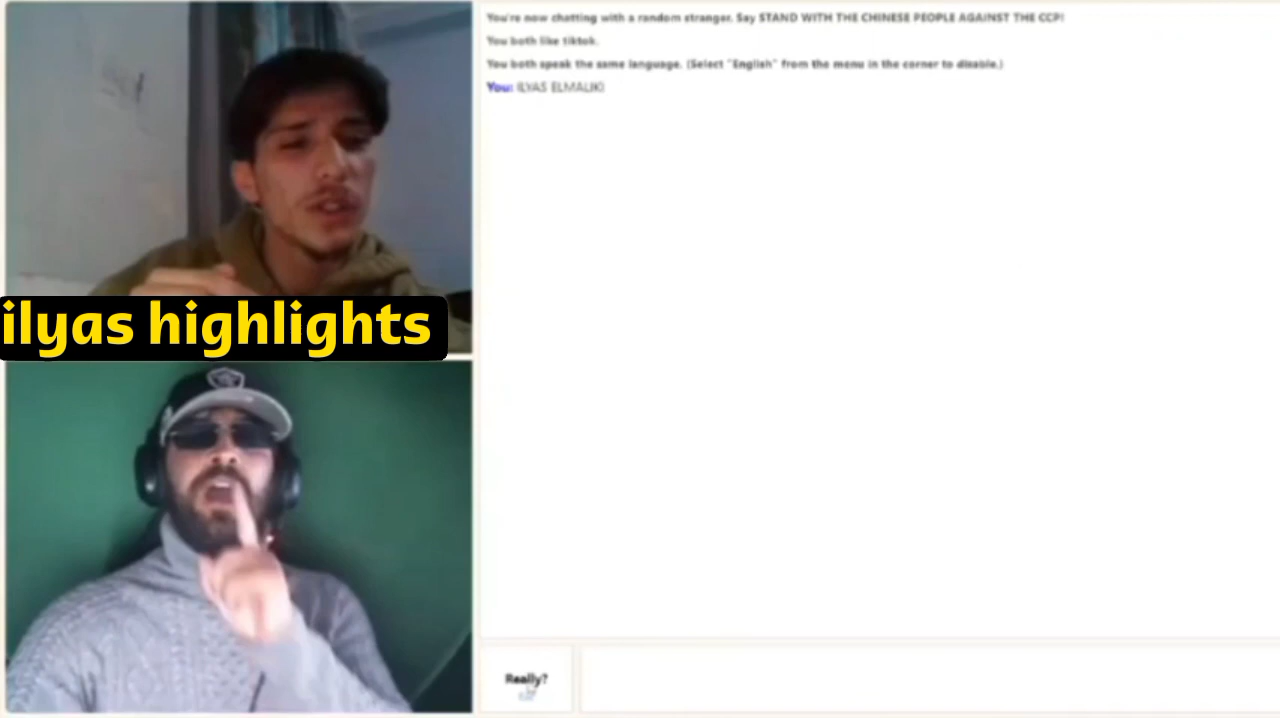 You're now chatting with a random stranger. Say STAND WITH THE CHINESE PEOPLE AGAINST THE CCP!
You both like tiktok.
You both speak the same language. (Select "English" from the menu in the corner to disable.)
You: ILYAS ELMALIKI
ilyas highlights
Really?